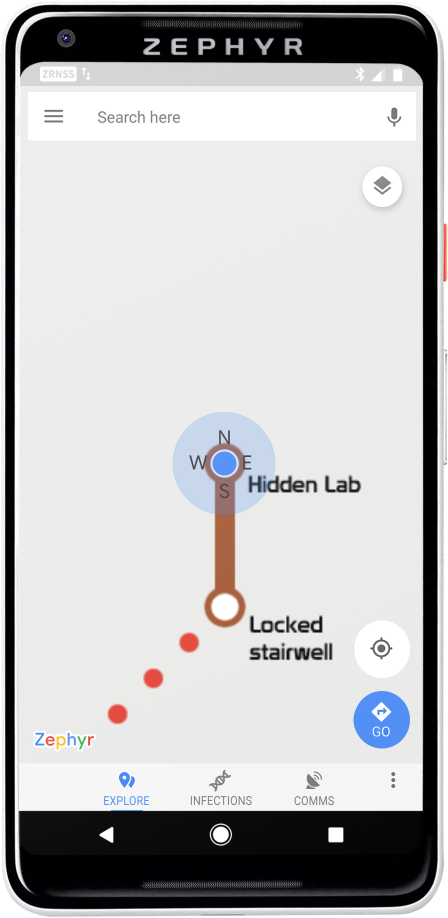 ZEPHYR
ZRNSS
Search here
N
W E
S
Hidden Lab
Locked
stairwell
Zephyr
GO
EXPLORE INFECTIONS COMMS